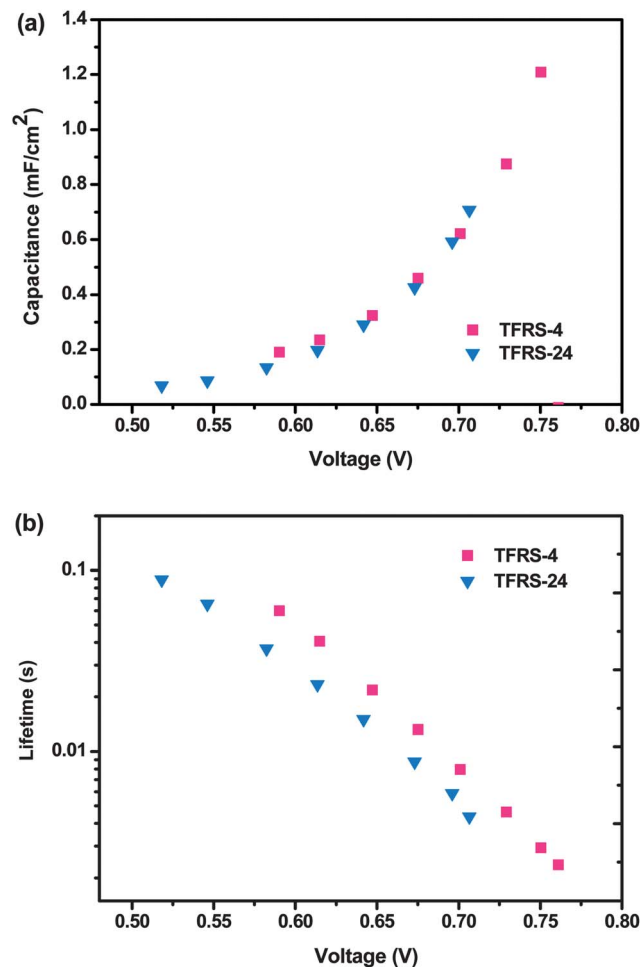 (a)
1.4
1.2
1.0
0.8
0.6
0.4
0.2
0.0
Capacitance (mF/cm²)
TFRS-4
TFRS-24
0.50 0.55 0.60 0.65 0.70 0.75 0.80
Voltage (V)
(b)
0.1
0.01
Lifetime (s)
TFRS-4
TFRS-24
0.50 0.55 0.60 0.65 0.70 0.75 0.80
Voltage (V)